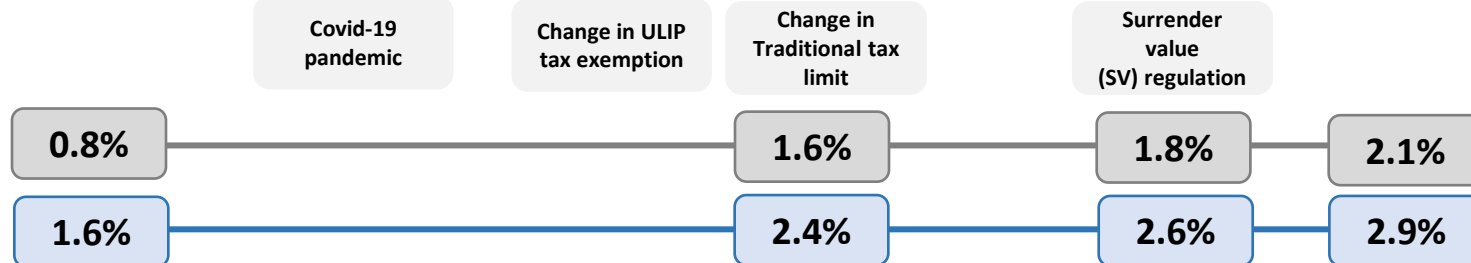 Covid-19
pandemic
Change in ULIP
tax exemption
Change in
Traditional tax
limit
Surrender
value
(SV) regulation
0.8%
1.6%
1.8%
2.1%
1.6%
2.4%
2.6%
2.9%